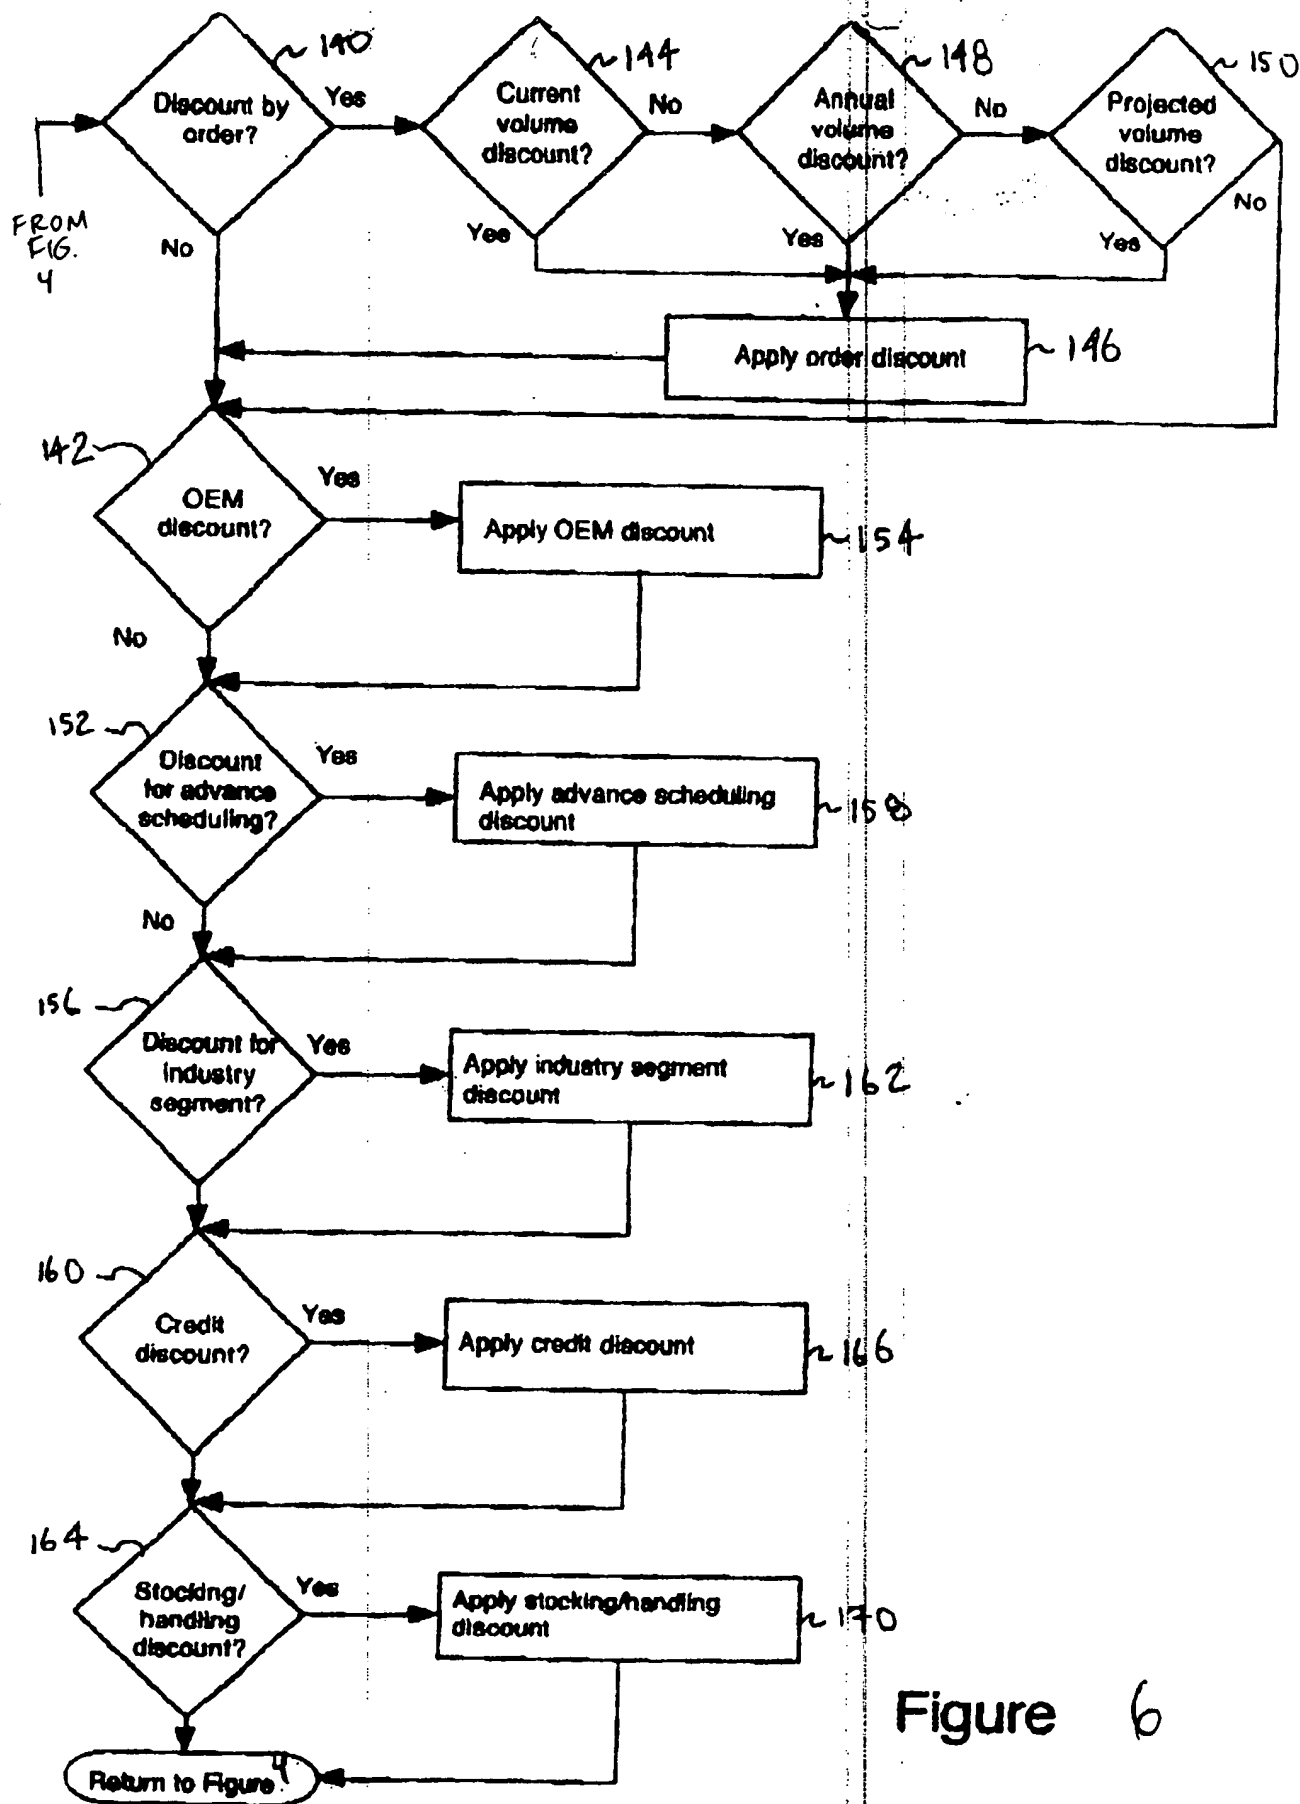 140
Discount by
order?
Yes
No
FROM
FIG.
4
144
Current
volume
discount?
No
Yes
148
Annual
volume
discount?
No
Yes
150
Projected
volume
discount?
No
Yes
Apply order discount
146
142
OEM
discount?
Yes
No
Apply OEM discount
154
152
Discount
for advance
scheduling?
Yes
No
Apply advance scheduling
discount
158
156
Discount for
industry
segment?
Yes
Apply industry segment
discount
162
160
Credit
discount?
Yes
Apply credit discount
166
164
Stocking/
handling
discount?
Yes
Apply stocking/handling
discount
170
Return to Figure 4
Figure 6